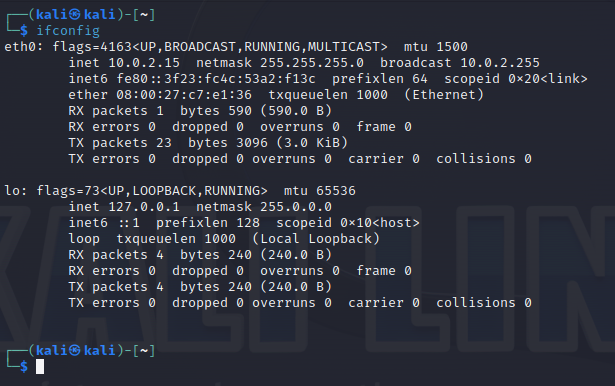 ┌──(kali㉿kali)-[~]
└─$ ifconfig
eth0: flags=4163<UP,BROADCAST,RUNNING,MULTICAST>  mtu 1500
        inet 10.0.2.15  netmask 255.255.255.0  broadcast 10.0.2.255
        inet6 fe80::3f23:fc4c:53a2:f13c  prefixlen 64  scopeid 0×20<link>
        ether 08:00:27:c7:e1:36  txqueuelen 1000  (Ethernet)
        RX packets 1  bytes 590 (590.0 B)
        RX errors 0  dropped 0  overruns 0  frame 0
        TX packets 23  bytes 3096 (3.0 KiB)
        TX errors 0  dropped 0 overruns 0  carrier 0  collisions 0

lo: flags=73<UP,LOOPBACK,RUNNING>  mtu 65536
        inet 127.0.0.1  netmask 255.0.0.0
        inet6 ::1  prefixlen 128  scopeid 0×10<host>
        loop  txqueuelen 1000  (Local Loopback)
        RX packets 4  bytes 240 (240.0 B)
        RX errors 0  dropped 0  overruns 0  frame 0
        TX packets 4  bytes 240 (240.0 B)
        TX errors 0  dropped 0 overruns 0  carrier 0  collisions 0

┌──(kali㉿kali)-[~]
└─$
KALI LIN